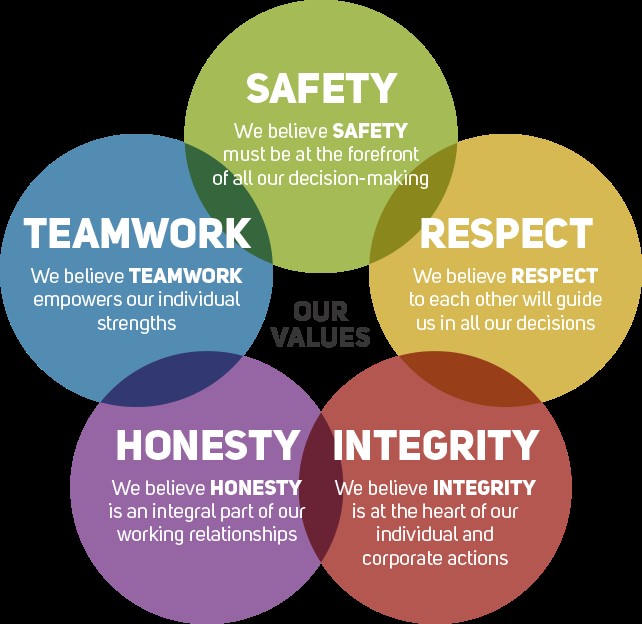 SAFETY
We believe SAFETY
must be at the forefront
of all our decision-making
TEAMWORK
We believe TEAMWORK
empowers our individual
strengths
RESPECT
We believe RESPECT
to each other will guide
us in all our decisions
OUR
VALUES
HONESTY
We believe HONESTY
is an integral part of our
working relationships
INTEGRITY
We believe INTEGRITY
is at the heart of our
individual and
corporate actions